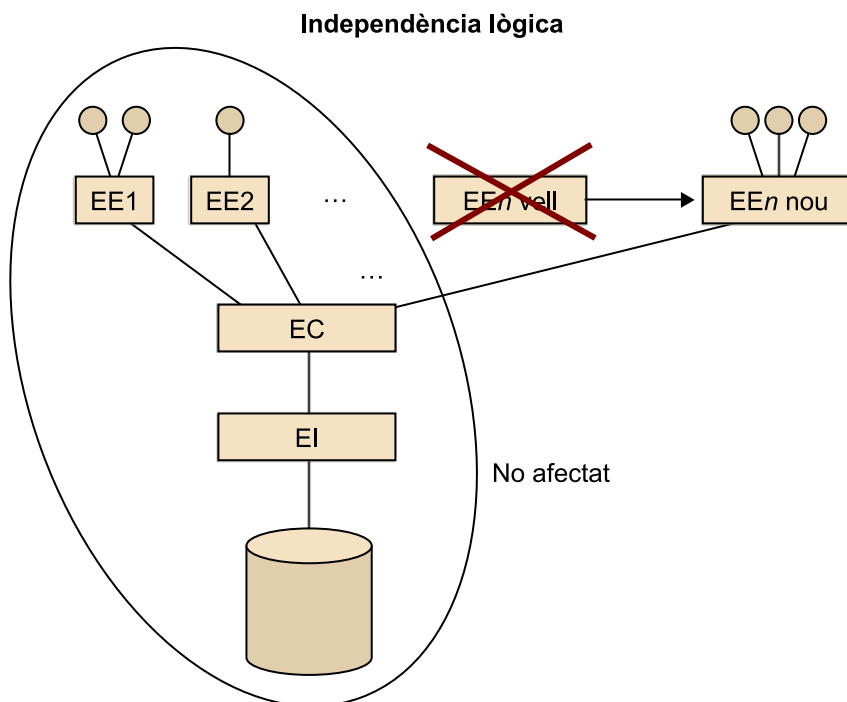 Independència lògica
EE1
EE2
...
EEn vell
EEn nou
...
EC
EI
No afectat